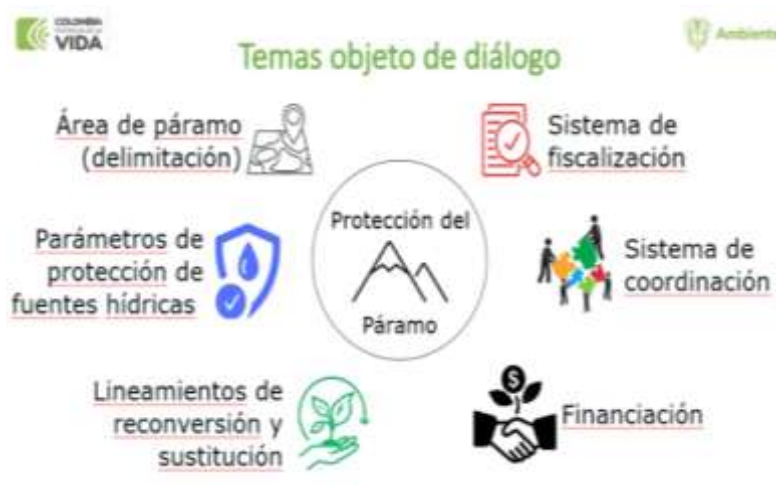 COLOMBIA
VIDA
Ambiente
Temas objeto de diálogo
Área de páramo
(delimitación)
Sistema de
fiscalización
Parámetros de
protección de
fuentes hídricas
Protección del
Páramo
Sistema de
coordinación
Lineamientos de
reconversión y
sustitución
$
Financiación